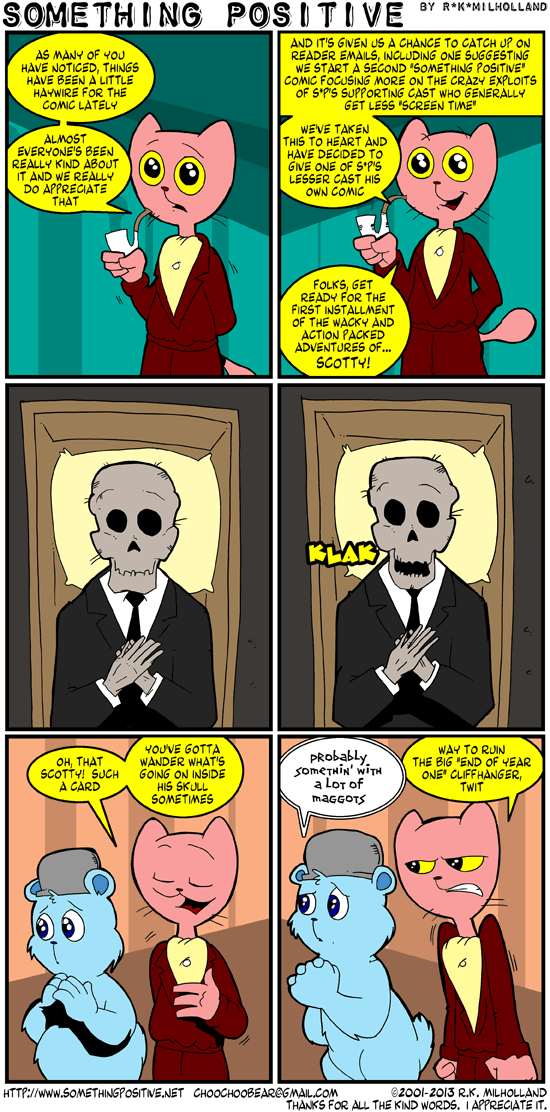 SOMETHING POSITIVE BY R*K*MILHOLLAND
AS MANY OF YOU
HAVE NOTICED, THINGS
HAVE BEEN A LITTLE
HAYWIRE FOR THE
COMIC LATELY
ALMOST
EVERYONE'S BEEN
REALLY KIND ABOUT
IT AND WE REALLY
DO APPRECIATE
THAT
AND IT'S GIVEN US A CHANCE TO CATCH UP ON
READER EMAILS, INCLUDING ONE SUGGESTING
WE START A SECOND "SOMETHING POSITIVE"
COMIC FOCUSING MORE ON THE CRAZY EXPLOITS
OF S*P'S SUPPORTING CAST WHO GENERALLY
GET LESS "SCREEN TIME"
WE'VE TAKEN
THIS TO HEART AND
HAVE DECIDED TO
GIVE ONE OF S*P'S
LESSER CAST HIS
OWN COMIC
FOLKS, GET
READY FOR THE
FIRST INSTALLMENT
OF THE WACKY AND
ACTION PACKED
ADVENTURES OF...
SCOTTY!
KLAK
OH, THAT
SCOTTY! SUCH
A CARD
YOU'VE GOTTA
WANDER WHAT'S
GOING ON INSIDE
HIS SKULL
SOMETIMES
PRObAbly
SOMETHIN' WITH
A LOT OF
MAGGOTS
WAY TO RUIN
THE BIG "END OF YEAR
ONE" CLIFFHANGER,
TWIT
HTTP://WWW.SOMETHINGPOSITIVE.NET CHOOCHOOBEAR@GMAIL.COM ©2001-2013 R.K. MILHOLLAND
THANKS FOR ALL THE KIND WORDS. I APPRECIATE IT.